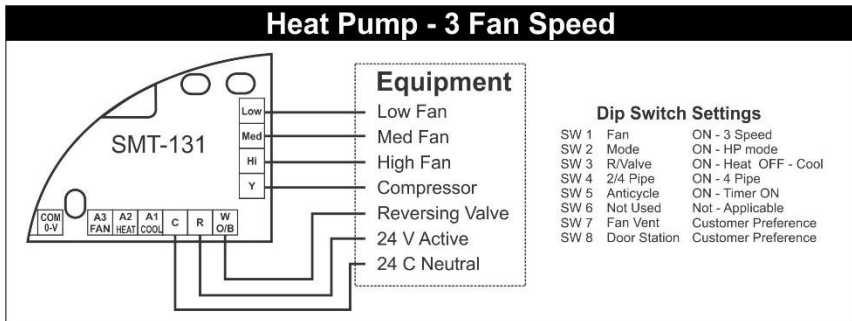 Heat Pump - 3 Fan Speed
SMT-131
Low
Med
Hi
Y
COM 0-V
A3 FAN
A2 HEAT
A1 COOL
C
R
W O/B
Equipment
Low Fan
Med Fan
High Fan
Compressor
Reversing Valve
24 V Active
24 C Neutral
Dip Switch Settings
SW 1 Fan ON - 3 Speed
SW 2 Mode ON - HP mode
SW 3 R/Valve ON - Heat OFF - Cool
SW 4 2/4 Pipe ON - 4 Pipe
SW 5 Anticycle ON - Timer ON
SW 6 Not Used Not - Applicable
SW 7 Fan Vent Customer Preference
SW 8 Door Station Customer Preference